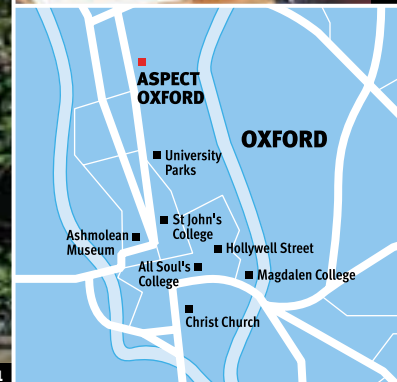 ASPECT
OXFORD
OXFORD
University
Parks
St John's
College
Ashmolean
Museum
Hollywell Street
All Soul's
College
Magdalen College
Christ Church
1